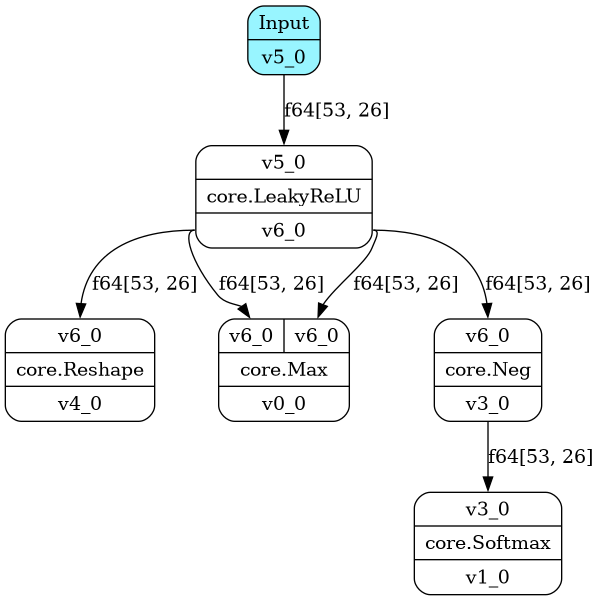 Input
v5_0
f64[53, 26]
v5_0
core.LeakyReLU
v6_0
f64[53, 26] f64[53, 26] f64[53, 26] f64[53, 26]
v6_0 v6_0 v6_0 v6_0
core.Reshape core.Max core.Neg
v4_0 v0_0 v3_0
f64[53, 26]
v3_0
core.Softmax
v1_0